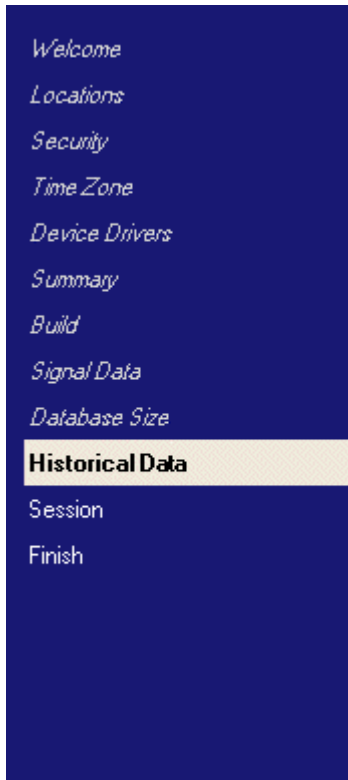 Welcome
Locations
Security
Time Zone
Device Drivers
Summary
Build
Signal Data
Database Size
Historical Data
Session
Finish